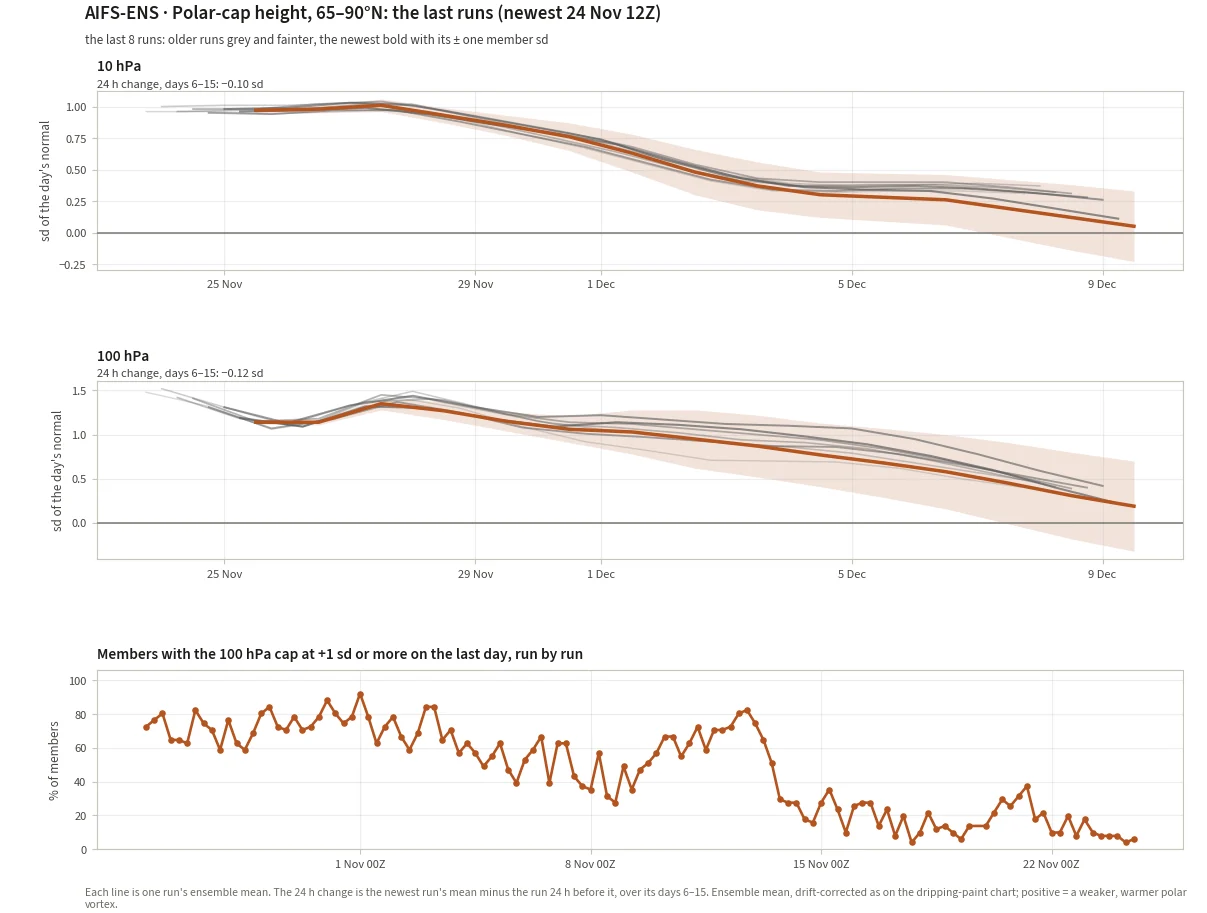 AIFS-ENS · Polar-cap height, 65–90°N: the last runs (newest 24 Nov 12Z)
the last 8 runs: older runs grey and fainter, the newest bold with its ± one member sd
10 hPa
24 h change, days 6–15: −0.10 sd
sd of the day's normal
1.00
0.75
0.50
0.25
0.00
−0.25
25 Nov
29 Nov
1 Dec
5 Dec
9 Dec
100 hPa
24 h change, days 6–15: −0.12 sd
sd of the day's normal
1.5
1.0
0.5
0.0
25 Nov
29 Nov
1 Dec
5 Dec
9 Dec
Members with the 100 hPa cap at +1 sd or more on the last day, run by run
% of members
100
80
60
40
20
0
1 Nov 00Z
8 Nov 00Z
15 Nov 00Z
22 Nov 00Z
Each line is one run's ensemble mean. The 24 h change is the newest run's mean minus the run 24 h before it, over its days 6–15. Ensemble mean, drift-corrected as on the dripping-paint chart; positive = a weaker, warmer polar
vortex.